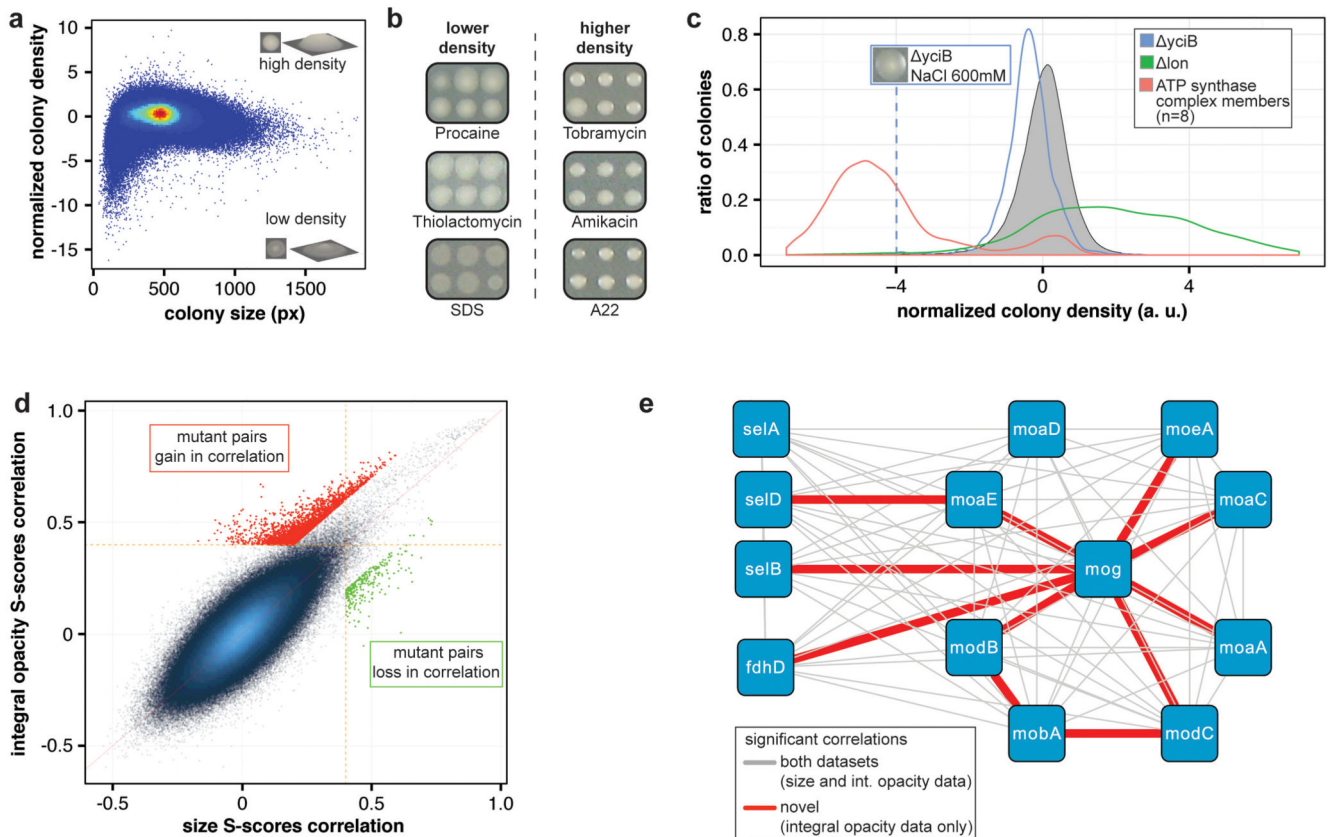 a
normalized colony density
10
5
0
-5
-10
-15
high density
low density
0
500
1000
1500
colony size (px)
b
lower
density
higher
density
Procaine
Tobramycin
Thiolactomycin
Amikacin
SDS
A22
c
ratio of colonies
0.8
0.6
0.4
0.2
0.0
ΔyciB
NaCl 600mM
ΔyciB
Δlon
ATP synthase
complex members
(n=8)
−4
0
4
normalized colony density (a. u.)
d
integral opacity S-scores correlation
1.0
0.5
0
-0.5
mutant pairs
gain in correlation
mutant pairs
loss in correlation
-0.5
0
0.5
1.0
size S-scores correlation
e
selA
moaD
moeA
selD
moaE
moaC
selB
mog
fdhD
modB
moaA
mobA
modC
significant correlations
both datasets
(size and int. opacity data)
novel
(integral opacity data only)